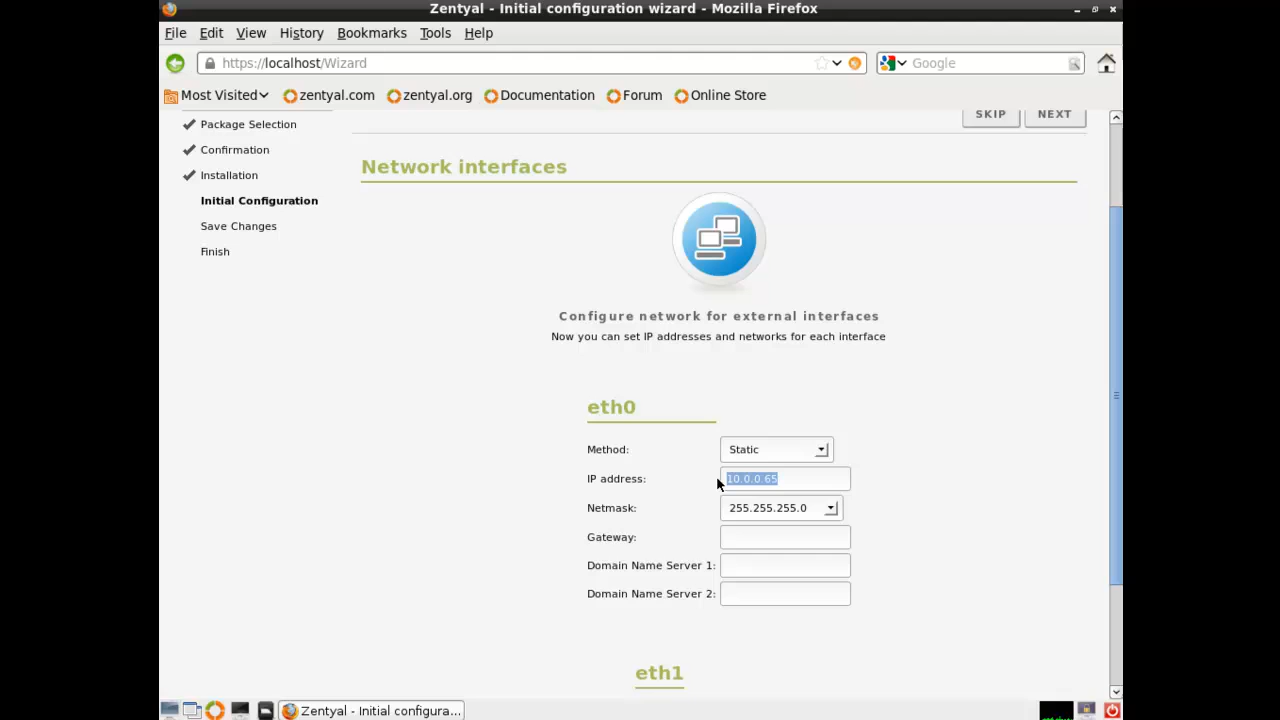 Zentyal - Initial configuration wizard - Mozilla Firefox
File Edit View History Bookmarks Tools Help
https://localhost/Wizard Google
Most Visited zentyal.com zentyal.org Documentation Forum Online Store
SKIP NEXT
Package Selection
Confirmation
Installation
Initial Configuration
Save Changes
Finish
Network interfaces
Configure network for external interfaces
Now you can set IP addresses and networks for each interface
eth0
Method: Static
IP address: 10.0.0.65
Netmask: 255.255.255.0
Gateway:
Domain Name Server 1:
Domain Name Server 2:
eth1
Zentyal - Initial configura...